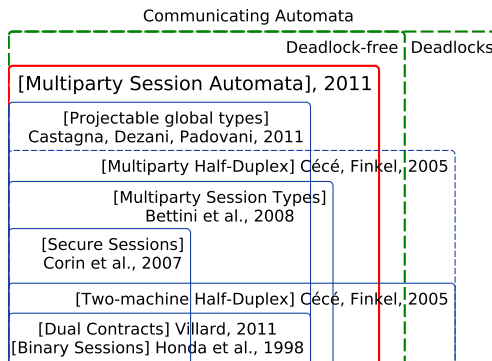 Communicating Automata
Deadlock-free Deadlocks
[Multiparty Session Automata], 2011
[Projectable global types]
Castagna, Dezani, Padovani, 2011
[Multiparty Half-Duplex] Cécé, Finkel, 2005
[Multiparty Session Types]
Bettini et al., 2008
[Secure Sessions]
Corin et al., 2007
[Two-machine Half-Duplex] Cécé, Finkel, 2005
[Dual Contracts] Villard, 2011
[Binary Sessions] Honda et al., 1998